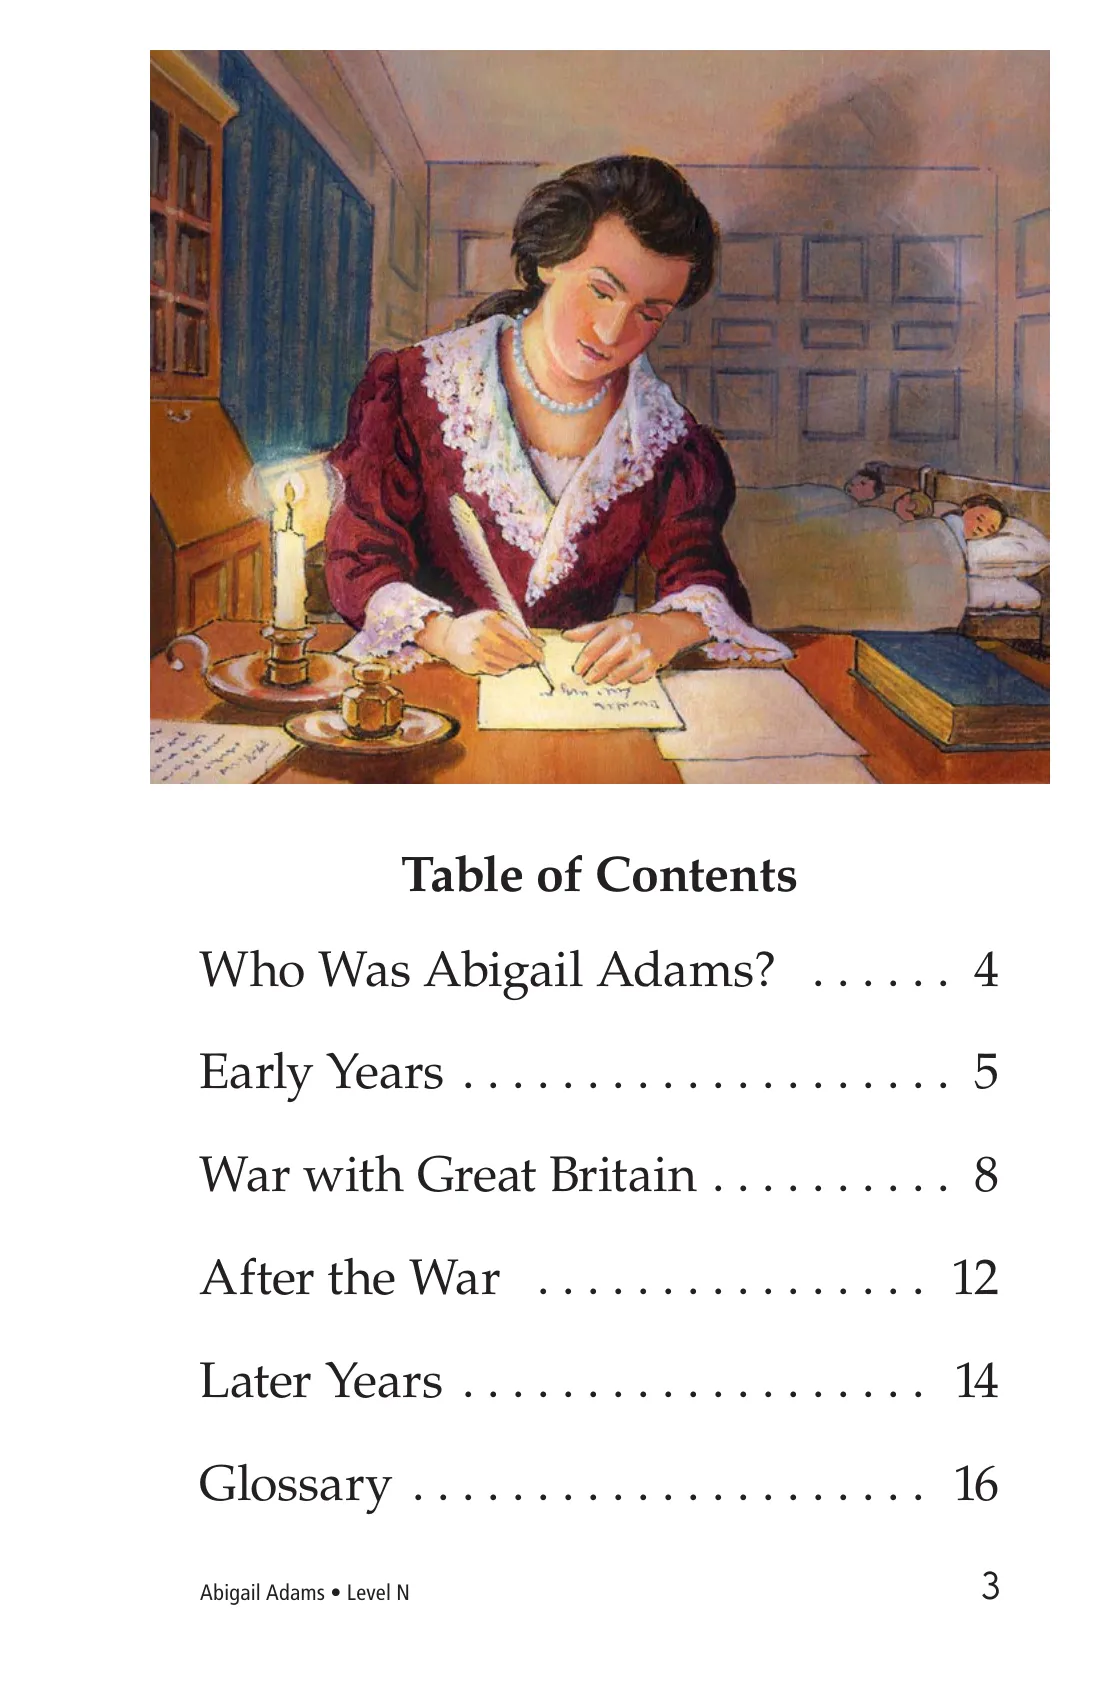 Table of Contents
Who Was Abigail Adams? . . . . . . 4
Early Years . . . . . . . . . . . . . . . . . . . . 5
War with Great Britain . . . . . . . . . . 8
After the War . . . . . . . . . . . . . . . . 12
Later Years . . . . . . . . . . . . . . . . . . . 14
Glossary . . . . . . . . . . . . . . . . . . . . . 16
Abigail Adams • Level N 3